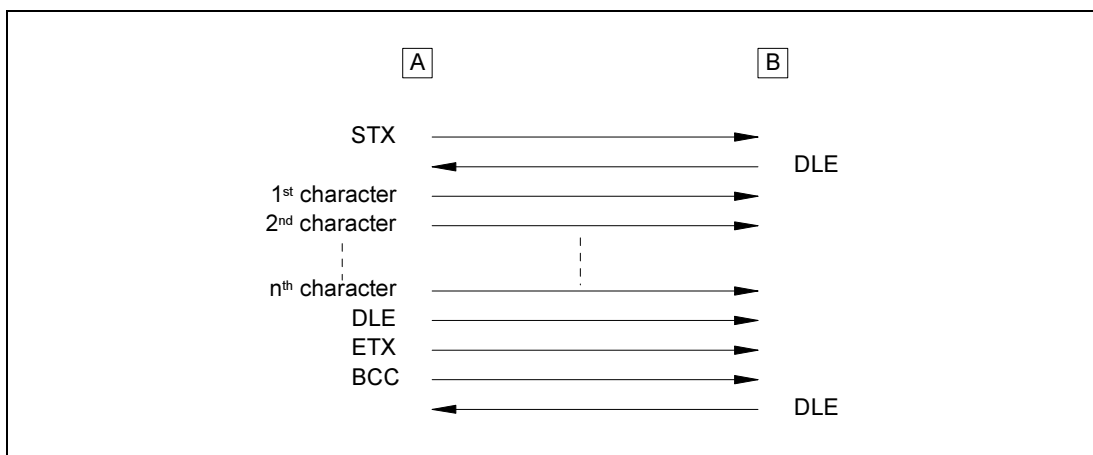 A B
STX
DLE
1st character
2nd character
nth character
DLE
ETX
BCC
DLE